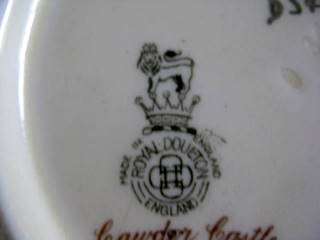 MADE IN ENGLAND
ROYAL DOULTON
ENGLAND
Cawdor Castle